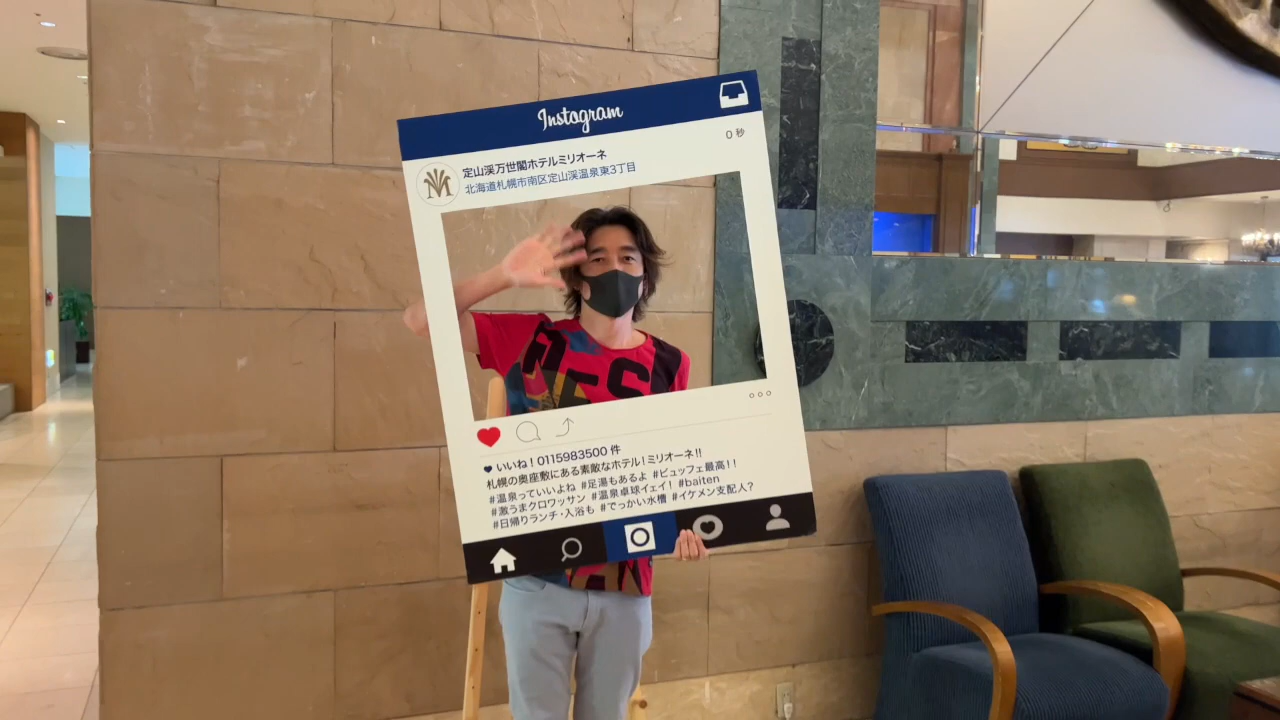 Instagram
0 秒
定山渓万世閣ホテルミリオーネ
北海道札幌市南区定山渓温泉東3丁目
いいね！0115983500 件
札幌の奥座敷にある素敵なホテル！ミリオーネ!!
#温泉っていいよね #足湯もあるよ #ビュッフェ最高！！
#激うまクロワッサン #温泉卓球イェイ！ #baiten
#日帰りランチ・入浴も #でっかい水槽 #イケメン支配人？